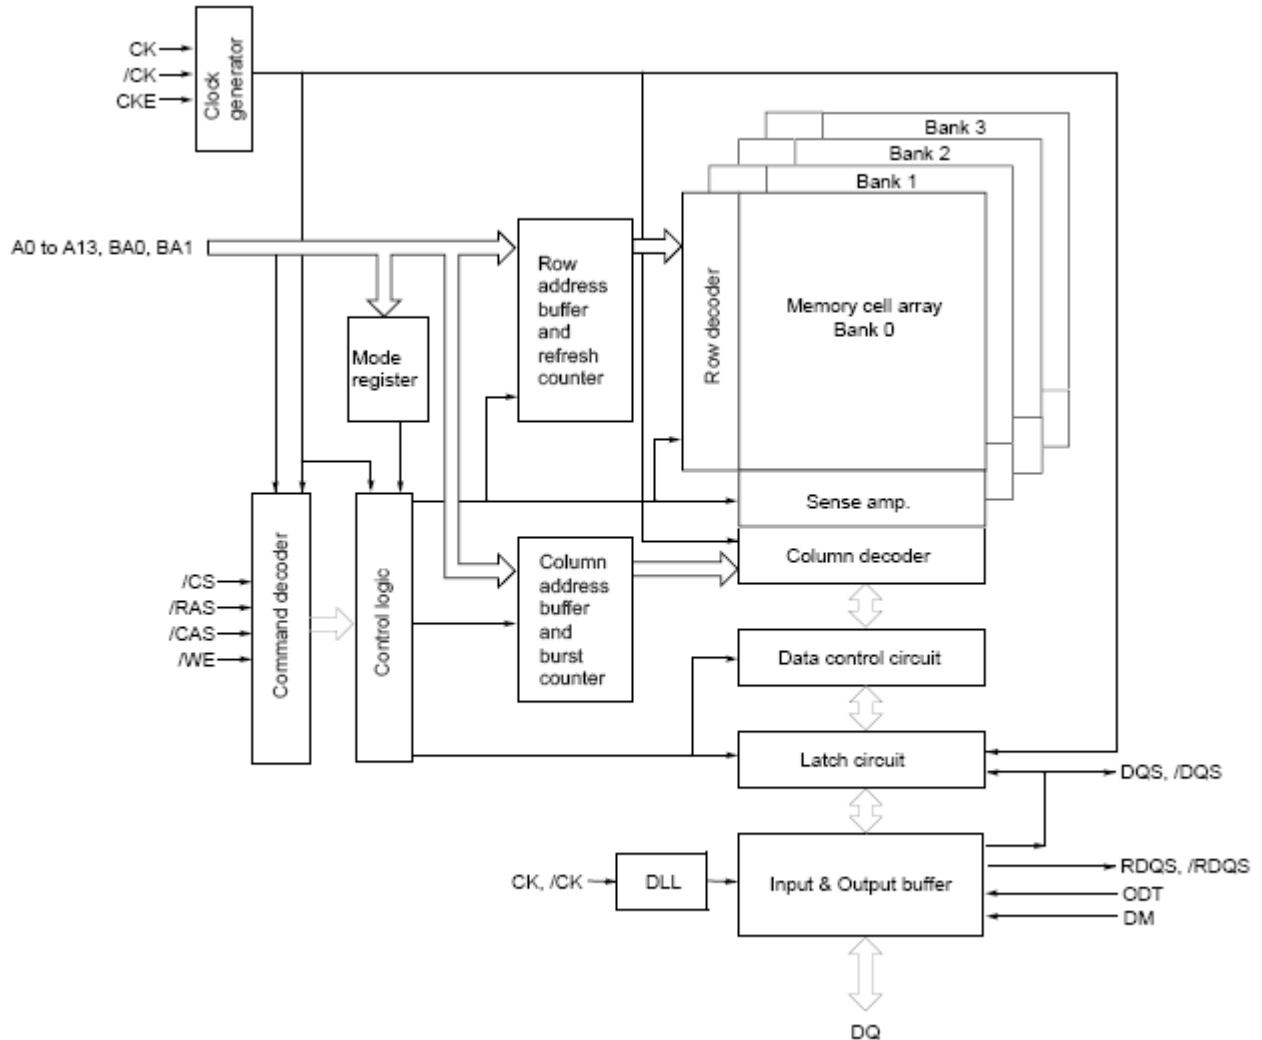 CK
/CK
CKE
Clock
generator
Bank 3
Bank 2
Bank 1
A0 to A13, BA0, BA1
Row
address
buffer
and
refresh
counter
Row decoder
Memory cell array
Bank 0
Mode
register
Sense amp.
Column decoder
/CS
/RAS
/CAS
/WE
Command decoder
Control logic
Column
address
buffer
and
burst
counter
Data control circuit
Latch circuit
DQS, /DQS
CK, /CK
DLL
Input & Output buffer
RDQS, /RDQS
ODT
DM
DQ